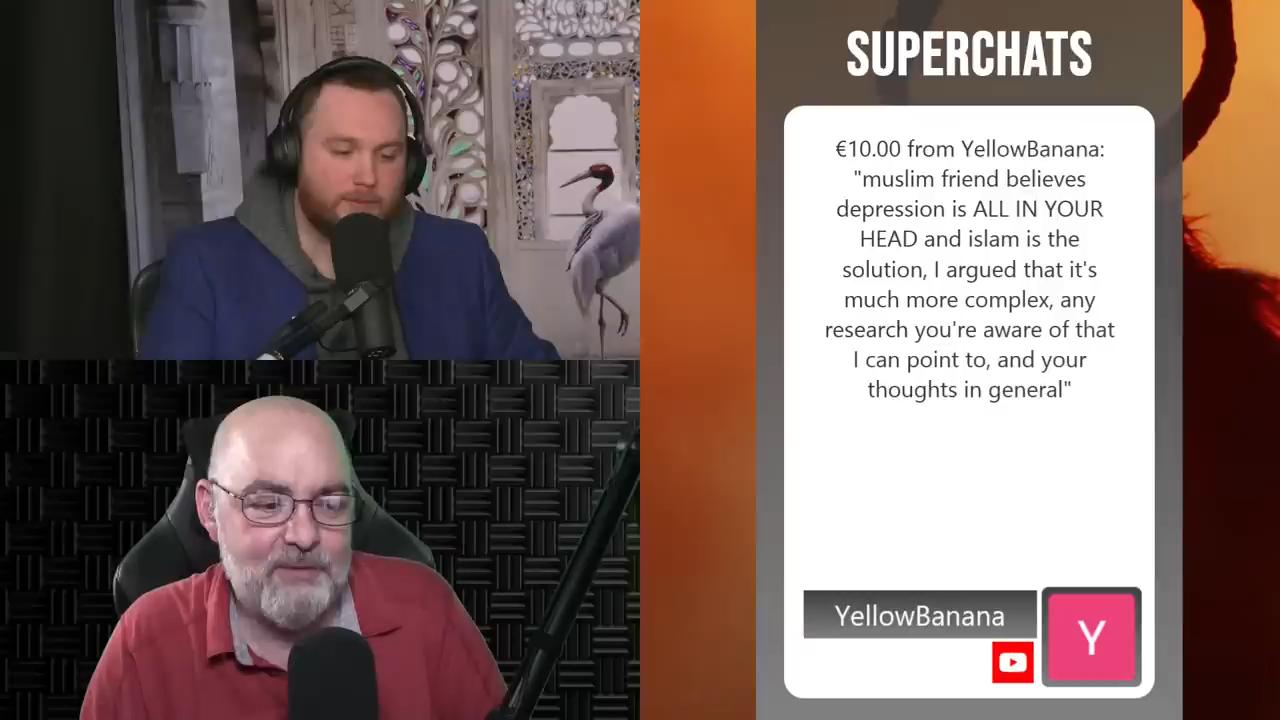 SUPERCHATS
€10.00 from YellowBanana:
"muslim friend believes
depression is ALL IN YOUR
HEAD and islam is the
solution, I argued that it's
much more complex, any
research you're aware of that
I can point to, and your
thoughts in general"
YellowBanana
Y